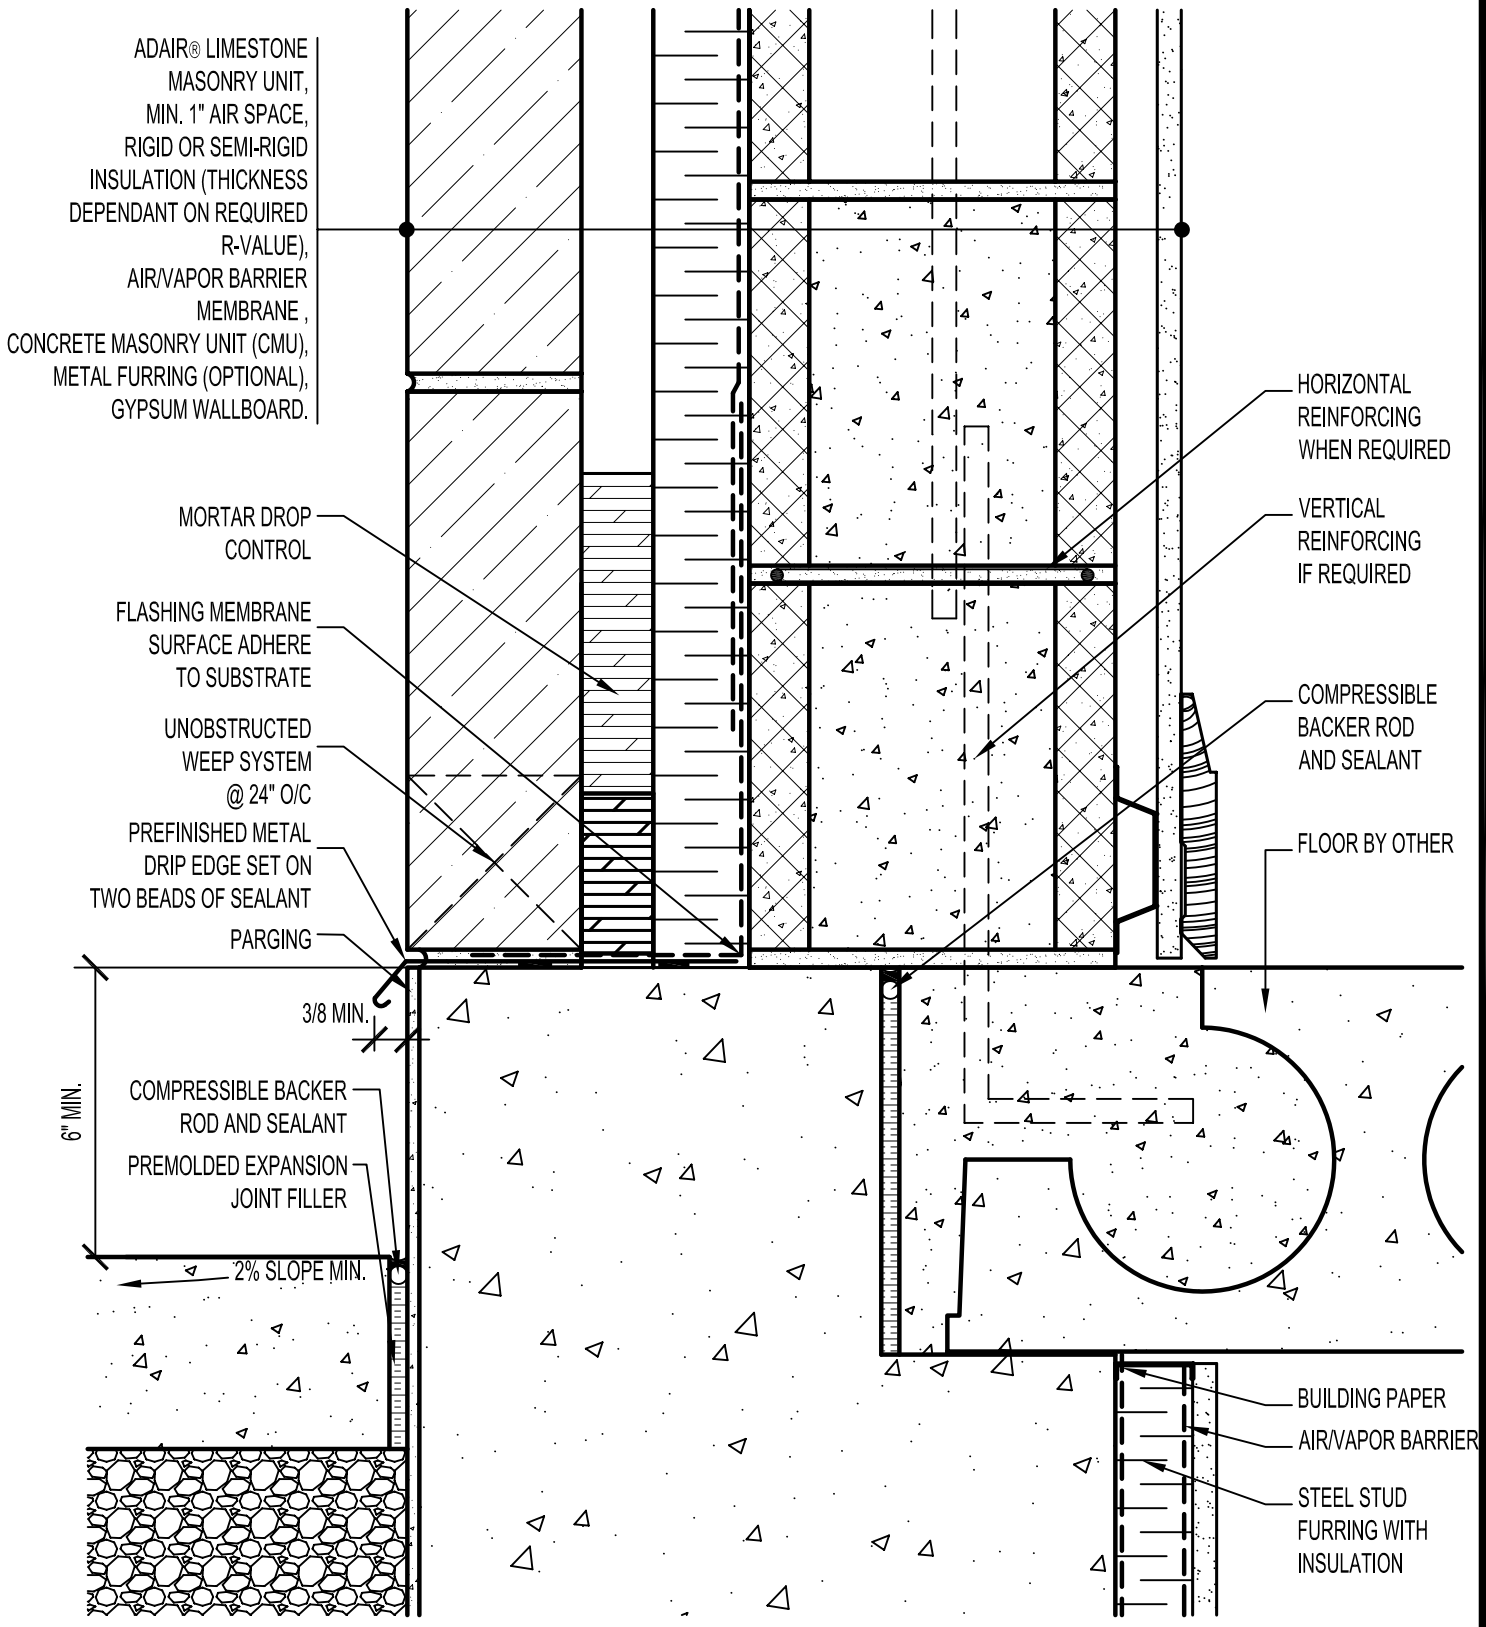 ADAIR® LIMESTONE
MASONRY UNIT,
MIN. 1" AIR SPACE,
RIGID OR SEMI-RIGID
INSULATION (THICKNESS
DEPENDANT ON REQUIRED
R-VALUE),
AIR/VAPOR BARRIER
MEMBRANE ,
CONCRETE MASONRY UNIT (CMU),
METAL FURRING (OPTIONAL),
GYPSUM WALLBOARD.
MORTAR DROP
CONTROL
FLASHING MEMBRANE
SURFACE ADHERE
TO SUBSTRATE
UNOBSTRUCTED
WEEP SYSTEM
@ 24" O/C
PREFINISHED METAL
DRIP EDGE SET ON
TWO BEADS OF SEALANT
PARGING
3/8 MIN.
6" MIN.
COMPRESSIBLE BACKER
ROD AND SEALANT
PREMOLDED EXPANSION
JOINT FILLER
2% SLOPE MIN.
HORIZONTAL
REINFORCING
WHEN REQUIRED
VERTICAL
REINFORCING
IF REQUIRED
COMPRESSIBLE
BACKER ROD
AND SEALANT
FLOOR BY OTHER
BUILDING PAPER
AIR/VAPOR BARRIER
STEEL STUD
FURRING WITH
INSULATION